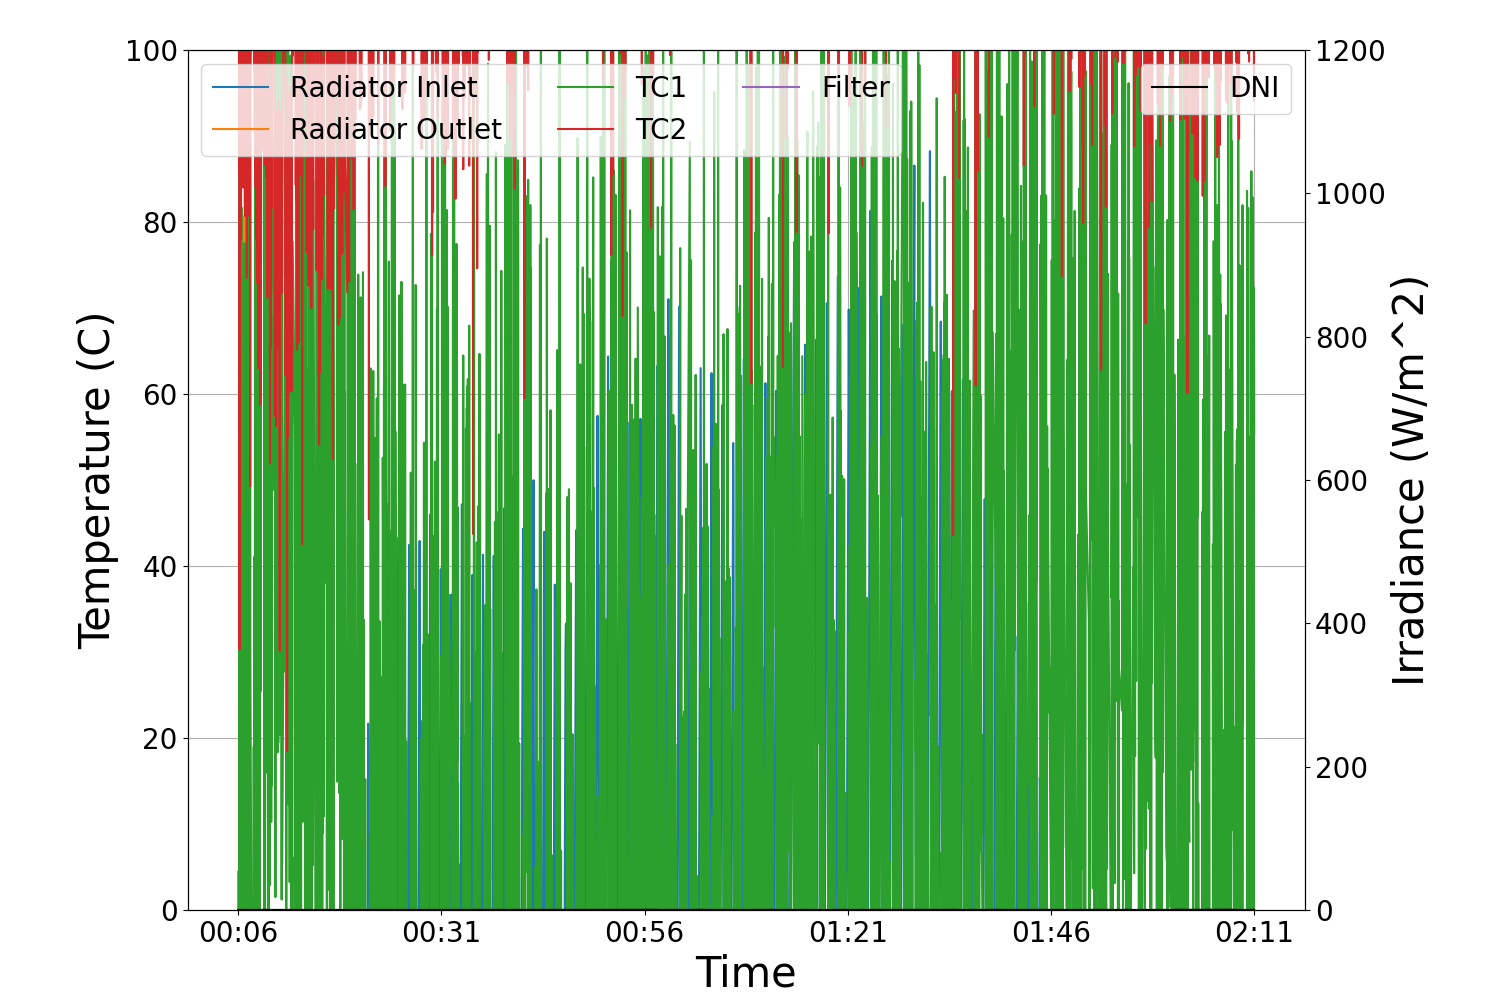 100
80
60
40
20
0
Temperature (C)
Radiator Inlet
Radiator Outlet
TC1
TC2
Filter
DNI
1200
1000
800
600
400
200
0
Irradiance (W/m^2)
00:06 00:31 00:56 01:21 01:46 02:11
Time